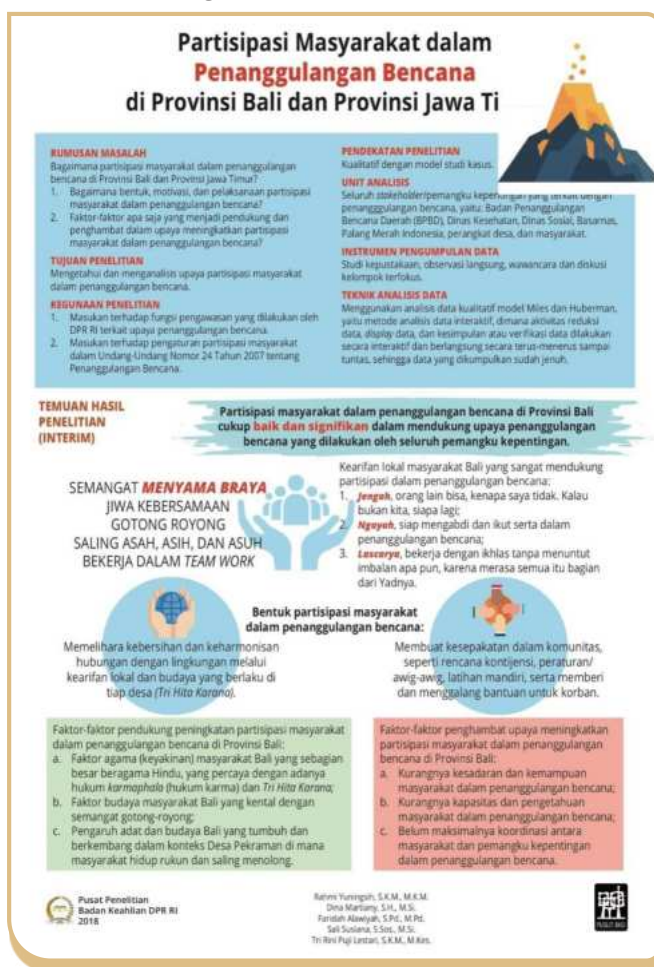 Partisipasi Masyarakat dalam
Penanggulangan Bencana
di Provinsi Bali dan Provinsi Jawa Ti
RUMUSAN MASALAH
Bagaimana partisipasi masyarakat dalam penanggulangan
bencana di Provinsi Bali dan Provinsi Jawa Timur?
1. Bagaimana bentuk, motivasi, dan pelaksanaan partisipasi
masyarakat dalam penanggulangan bencana?
2. Faktor-faktor apa saja yang menjadi pendukung dan
penghambat dalam upaya meningkatkan partisipasi
masyarakat dalam penanggulangan bencana?
TUJUAN PENELITIAN
Mengetahui dan menganalisis upaya partisipasi masyarakat
dalam penanggulangan bencana.
KEGUNAAN PENELITIAN
1. Masukan terhadap fungsi pengawasan yang dilakukan oleh
DPR RI terkait upaya penanggulangan bencana.
2. Masukan terhadap pengaturan partisipasi masyarakat
dalam Undang-Undang Nomor 24 Tahun 2007 tentang
Penanggulangan Bencana.
PENDEKATAN PENELITIAN
Kualitatif dengan model studi kasus.
UNIT ANALISIS
Seluruh stakeholder/pemangku kepentingan yang terkait dengan
penangggulangan bencana, yaitu: Badan Penanggulangan
Bencana Daerah (BPBD), Dinas Kesehatan, Dinas Sosial, Basarnas,
Palang Merah Indonesia, perangkat desa, dan masyarakat.
INSTRUMEN PENGUMPULAN DATA
Studi kepustakaan, observasi langsung, wawancara dan diskusi
kelompok terfokus.
TEKNIK ANALISIS DATA
Menggunakan analisis data kualitatif model Miles dan Huberman,
yaitu metode analisis data interaktif, dimana aktivitas reduksi
data, display data, dan kesimpulan atau verifikasi data dilakukan
secara interaktif dan berlangsung secara terus-menerus sampai
tuntas, sehingga data yang dikumpulkan sudah jenuh.
TEMUAN HASIL
PENELITIAN
(INTERIM)
Partisipasi masyarakat dalam penanggulangan bencana di Provinsi Bali
cukup baik dan signifikan dalam mendukung upaya penanggulangan
bencana yang dilakukan oleh seluruh pemangku kepentingan.
SEMANGAT MENYAMA BRAYA
JIWA KEBERSAMAAN
GOTONG ROYONG
SALING ASAH, ASIH, DAN ASUH
BEKERJA DALAM TEAM WORK
Kearifan lokal masyarakat Bali yang sangat mendukung
partisipasi dalam penanggulangan bencana:
1. Jengah, orang lain bisa, kenapa saya tidak. Kalau
bukan kita, siapa lagi;
2. Ngayah, siap mengabdi dan ikut serta dalam
penanggulangan bencana;
3. Lascarya, bekerja dengan ikhlas tanpa menuntut
imbalan apa pun, karena merasa semua itu bagian
dari Yadnya.
Bentuk partisipasi masyarakat
dalam penanggulangan bencana:
Memelihara kebersihan dan keharmonisan
hubungan dengan lingkungan melalui
kearifan lokal dan budaya yang berlaku di
tiap desa (Tri Hita Karana).
Membuat kesepakatan dalam komunitas,
seperti rencana kontijensi, peraturan/
awig-awig, latihan mandiri, serta memberi
dan menggalang bantuan untuk korban.
Faktor-faktor pendukung peningkatan partisipasi masyarakat
dalam penanggulangan bencana di Provinsi Bali:
a. Faktor agama (keyakinan) masyarakat Bali yang sebagian
besar beragama Hindu, yang percaya dengan adanya
hukum karmaphala (hukum karma) dan Tri Hita Karana;
b. Faktor budaya masyarakat Bali yang kental dengan
semangat gotong-royong;
c. Pengaruh adat dan budaya Bali yang tumbuh dan
berkembang dalam konteks Desa Pekraman di mana
masyarakat hidup rukun dan saling menolong.
Faktor-faktor penghambat upaya meningkatkan
partisipasi masyarakat dalam penanggulangan
bencana di Provinsi Bali:
a. Kurangnya kesadaran dan kemampuan
masyarakat dalam penanggulangan bencana;
b. Kurangnya kapasitas dan pengetahuan
masyarakat dalam penanggulangan bencana;
c. Belum maksimalnya koordinasi antara
masyarakat dan pemangku kepentingan
dalam penanggulangan bencana.
Pusat Penelitian
Badan Keahlian DPR RI
2018
Rahmi Yuningsih, S.K.M., M.K.M.
Dina Martiany, S.H., M.Si.
Faridah Alawiyah, S.Pd., M.Pd.
Sali Susiana, S.Sos., M.Si.
Tri Rini Puji Lestari, S.K.M., M.Kes.
PUSLIT BKD